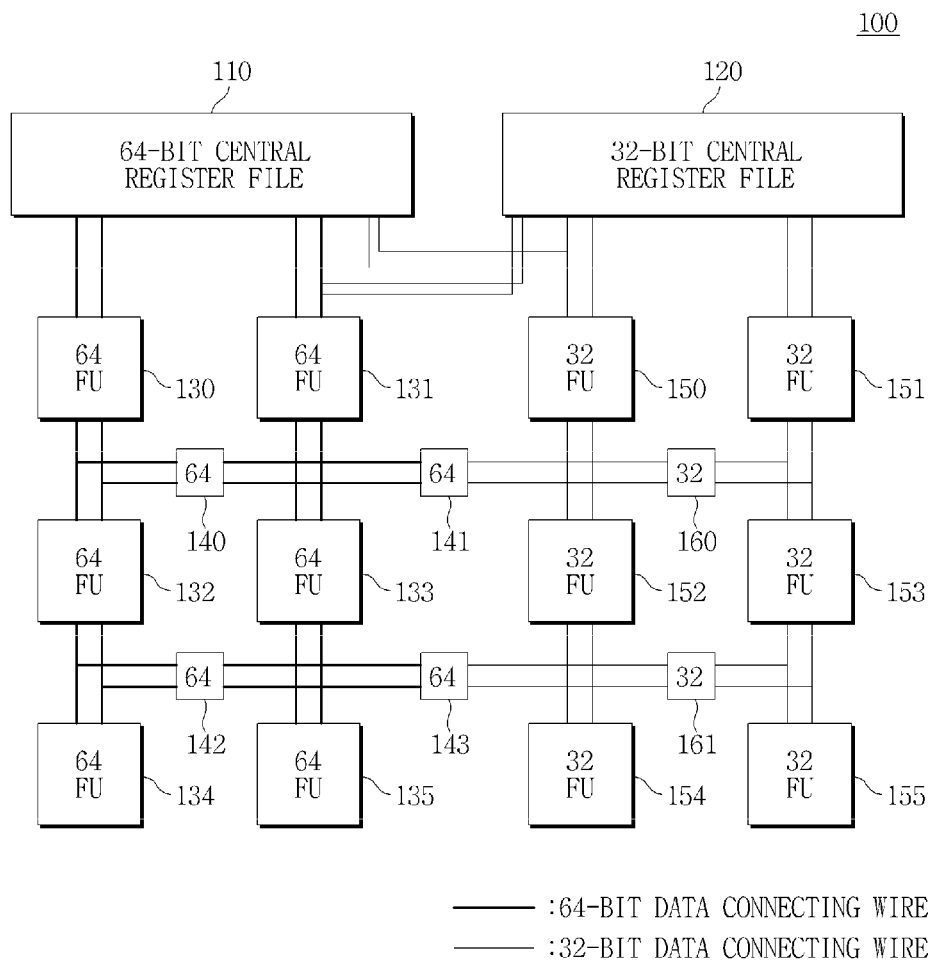 100
110
120
64-BIT CENTRAL
REGISTER FILE
32-BIT CENTRAL
REGISTER FILE
64
FU
130
64
FU
131
32
FU
150
32
FU
151
64
140
64
141
32
160
64
FU
132
64
FU
133
32
FU
152
32
FU
153
64
142
64
143
32
161
64
FU
134
64
FU
135
32
FU
154
32
FU
155
:64-BIT DATA CONNECTING WIRE
:32-BIT DATA CONNECTING WIRE